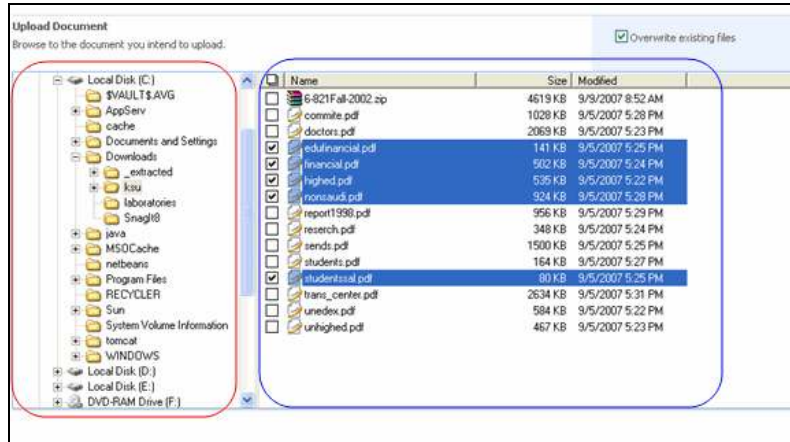 Upload Document
Browse to the document you intend to upload.
Overwrite existing files
Local Disk (C:)
$VAULT$.AVG
AppServ
cache
Documents and Settings
Downloads
_extracted
ksu
laboratories
SnagIt8
java
MSOCache
netbeans
Program Files
RECYCLER
Sun
System Volume Information
tomcat
WINDOWS
Local Disk (D:)
Local Disk (E:)
DVD-RAM Drive (F:)
Name Size Modified
6-821Fall-2002.zip 4619 KB 9/9/2007 8:52 AM
commite.pdf 1028 KB 9/5/2007 5:28 PM
doctors.pdf 2069 KB 9/5/2007 5:23 PM
edufinancial.pdf 141 KB 9/5/2007 5:25 PM
financial.pdf 502 KB 9/5/2007 5:24 PM
highed.pdf 535 KB 9/5/2007 5:22 PM
nonsaudi.pdf 924 KB 9/5/2007 5:28 PM
report1998.pdf 956 KB 9/5/2007 5:29 PM
reserch.pdf 348 KB 9/5/2007 5:24 PM
sends.pdf 1500 KB 9/5/2007 5:25 PM
students.pdf 164 KB 9/5/2007 5:27 PM
studentssal.pdf 80 KB 9/5/2007 5:25 PM
trans_center.pdf 2634 KB 9/5/2007 5:31 PM
unedex.pdf 584 KB 9/5/2007 5:22 PM
unhighed.pdf 467 KB 9/5/2007 5:23 PM